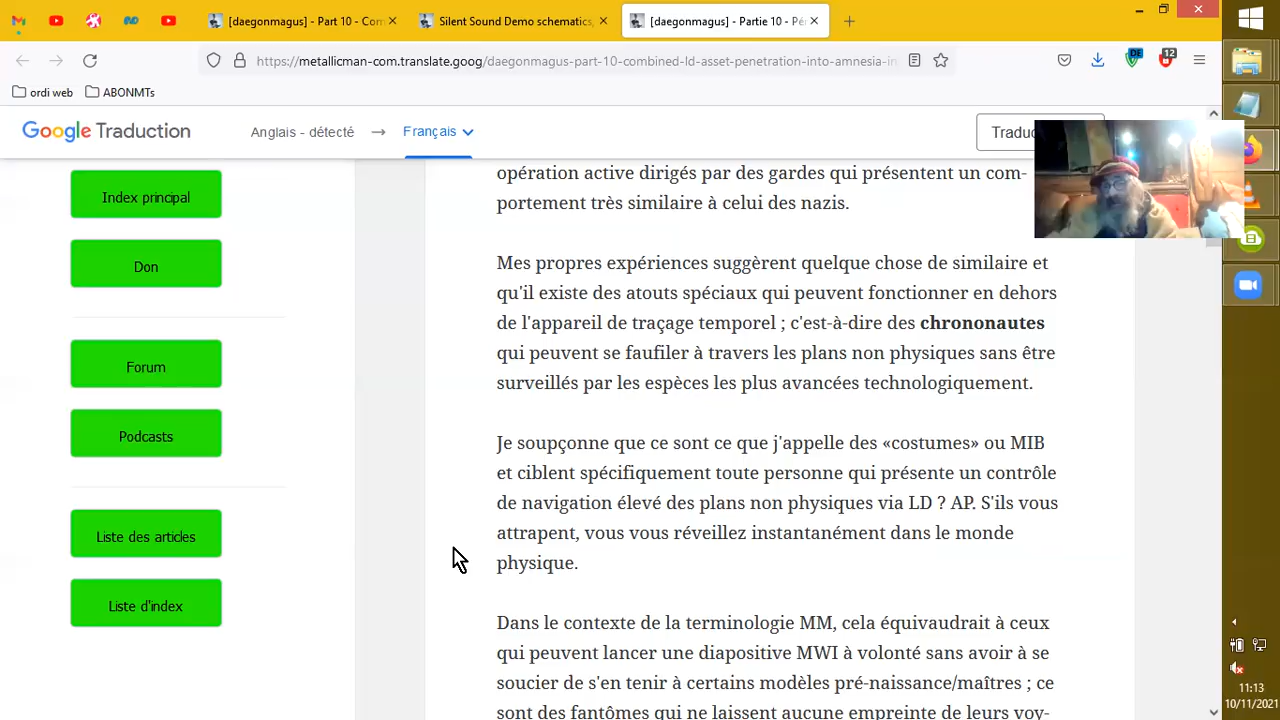 [daegonmagus] - Part 10 - Com
Silent Sound Demo schematics,
[daegonmagus] - Partie 10 - Pé
https://metallicman-com.translate.goog/daegonmagus-part-10-combined-ld-asset-penetration-into-amnesia-in
DE
12
ordi web
ABONMTs
Google Traduction
Anglais - détecté
Français
Traduc
Index principal
Don
Forum
Podcasts
Liste des articles
Liste d'index
opération active dirigés par des gardes qui présentent un com-
portement très similaire à celui des nazis.
Mes propres expériences suggèrent quelque chose de similaire et
qu'il existe des atouts spéciaux qui peuvent fonctionner en dehors
de l'appareil de traçage temporel ; c'est-à-dire des chrononautes
qui peuvent se faufiler à travers les plans non physiques sans être
surveillés par les espèces les plus avancées technologiquement.
Je soupçonne que ce sont ce que j'appelle des «costumes» ou MIB
et ciblent spécifiquement toute personne qui présente un contrôle
de navigation élevé des plans non physiques via LD ? AP. S'ils vous
attrapent, vous vous réveillez instantanément dans le monde
physique.
Dans le contexte de la terminologie MM, cela équivaudrait à ceux
qui peuvent lancer une diapositive MWI à volonté sans avoir à se
soucier de s'en tenir à certains modèles pré-naissance/maîtres ; ce
sont des fantômes qui ne laissent aucune empreinte de leurs voy-
11:13
10/11/2021